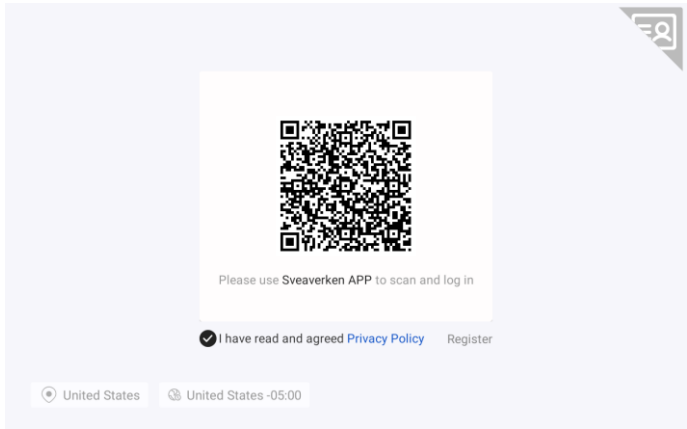 Please use Sveaverken APP to scan and log in
I have read and agreed Privacy Policy Register
United States United States -05:00